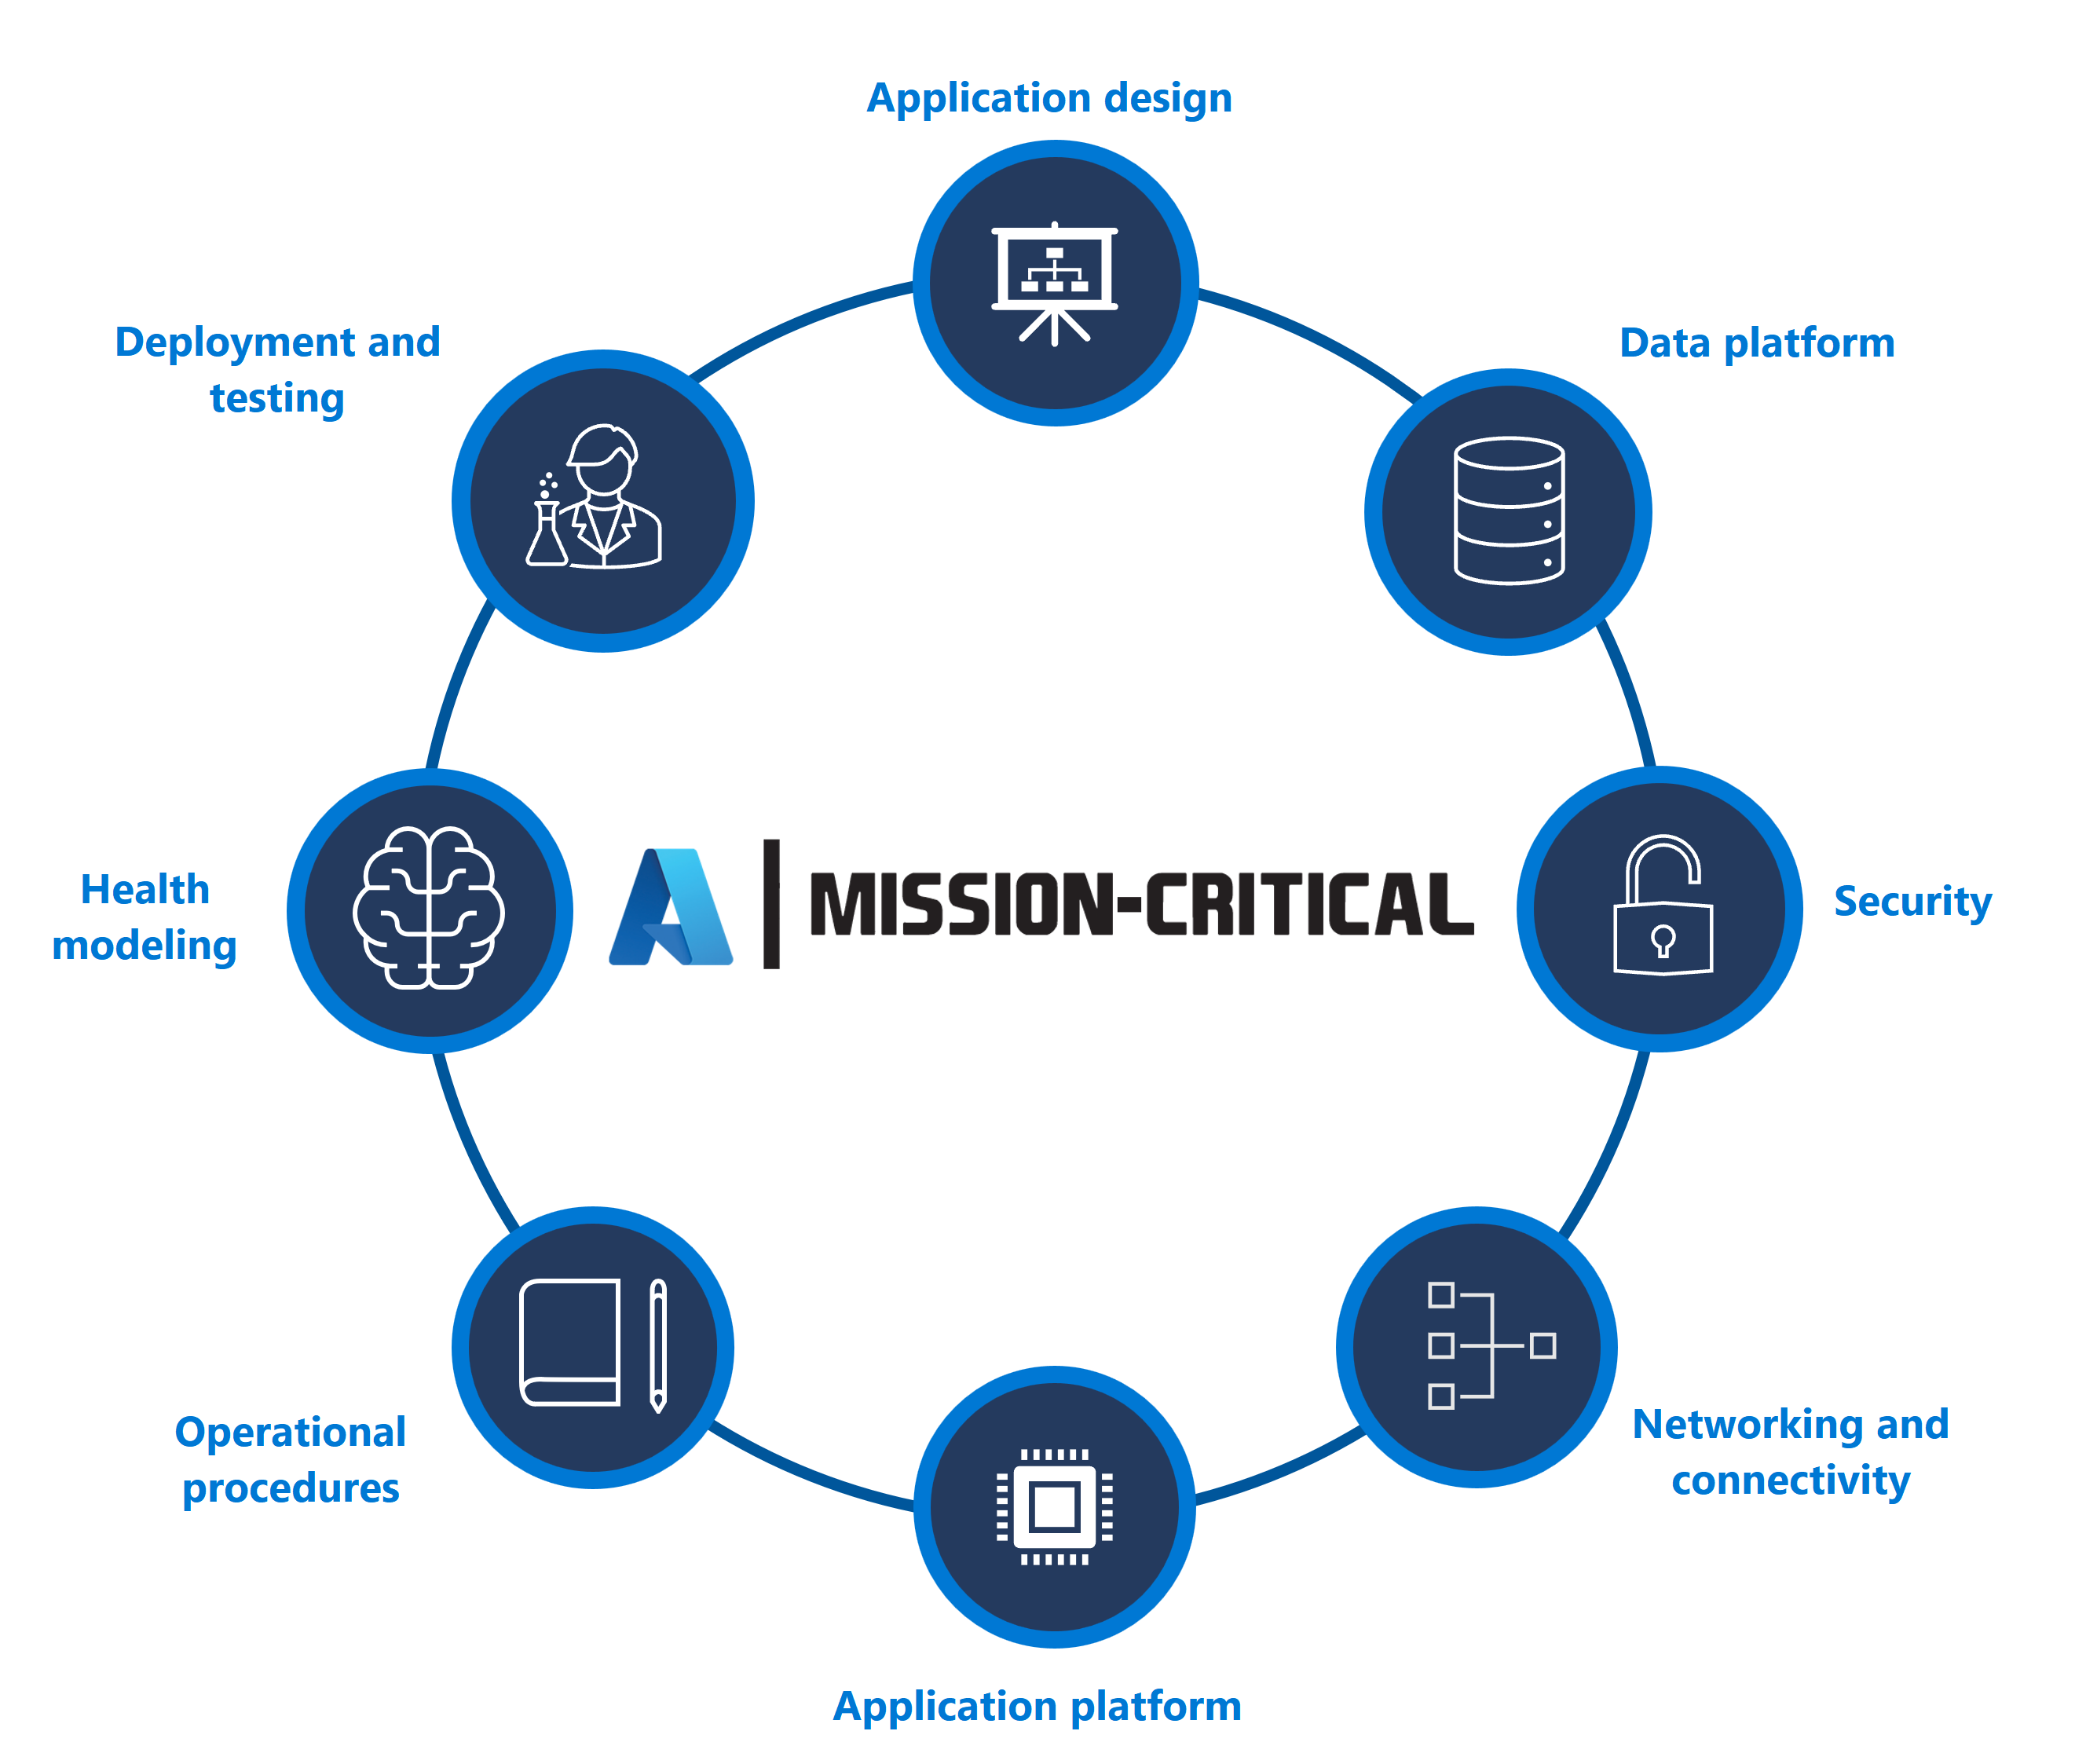 Application design
Deployment and
testing
Data platform
Health
modeling
MISSION-CRITICAL
Security
Operational
procedures
Networking and
connectivity
Application platform